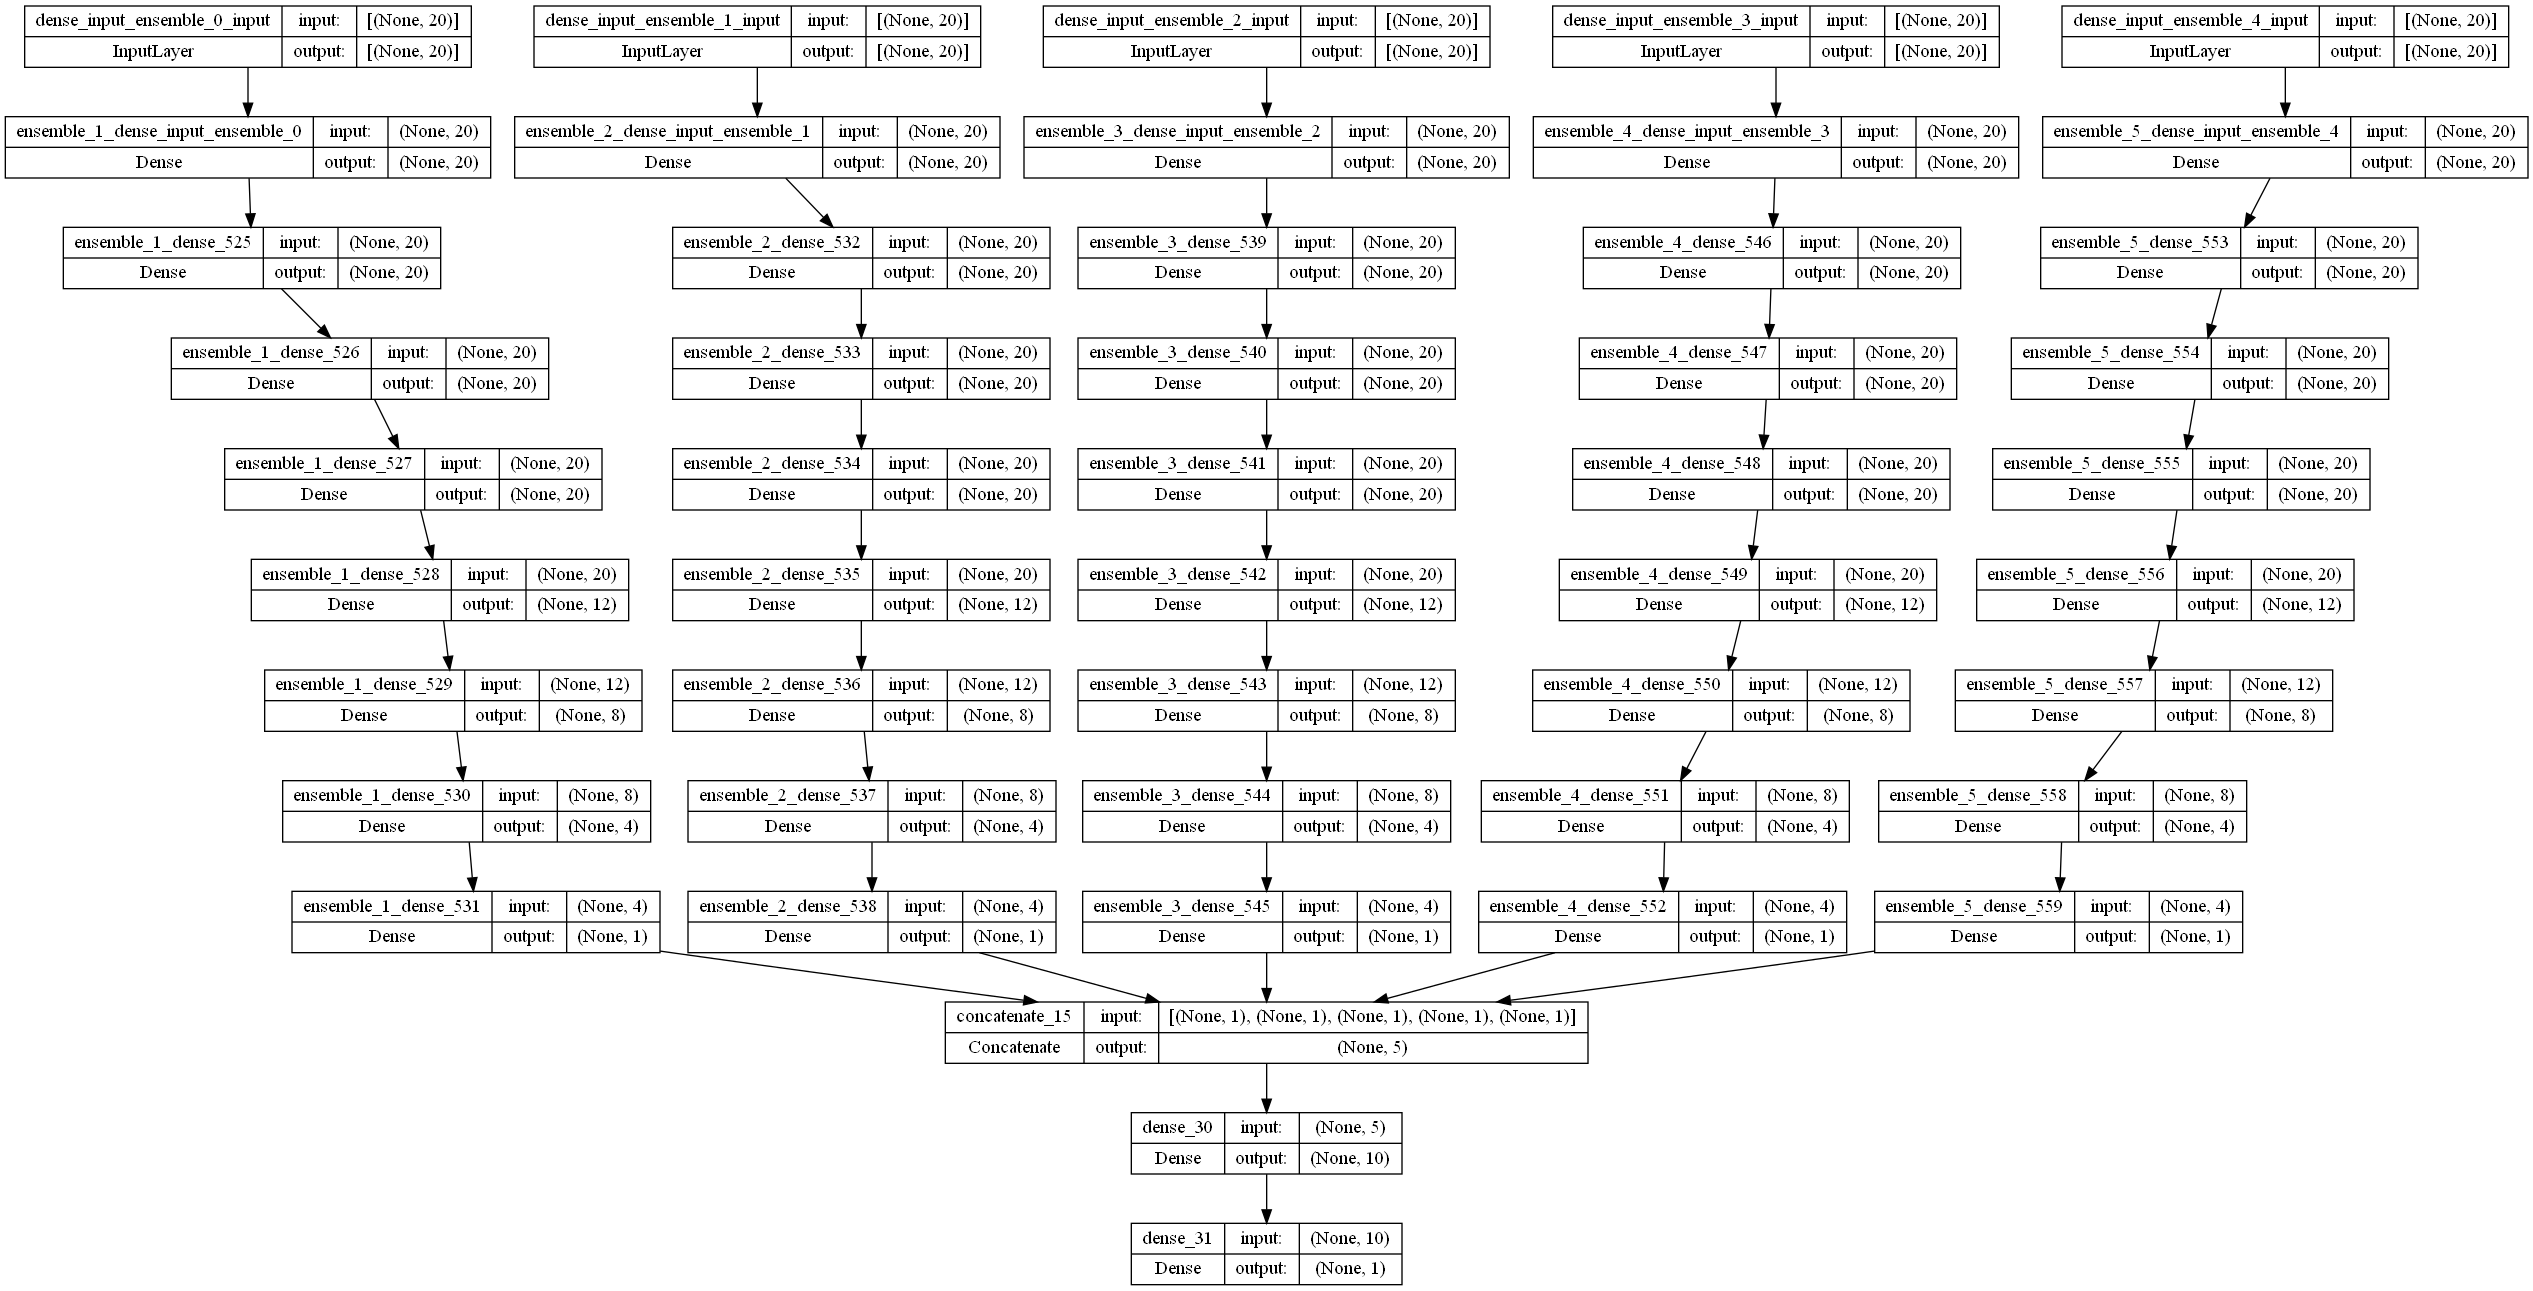 dense_input_ensemble_0_input input: [(None, 20)]
InputLayer output: [(None, 20)]
dense_input_ensemble_1_input input: [(None, 20)]
InputLayer output: [(None, 20)]
dense_input_ensemble_2_input input: [(None, 20)]
InputLayer output: [(None, 20)]
dense_input_ensemble_3_input input: [(None, 20)]
InputLayer output: [(None, 20)]
dense_input_ensemble_4_input input: [(None, 20)]
InputLayer output: [(None, 20)]
ensemble_1_dense_input_ensemble_0 input: (None, 20)
Dense output: (None, 20)
ensemble_2_dense_input_ensemble_1 input: (None, 20)
Dense output: (None, 20)
ensemble_3_dense_input_ensemble_2 input: (None, 20)
Dense output: (None, 20)
ensemble_4_dense_input_ensemble_3 input: (None, 20)
Dense output: (None, 20)
ensemble_5_dense_input_ensemble_4 input: (None, 20)
Dense output: (None, 20)
ensemble_1_dense_525 input: (None, 20)
Dense output: (None, 20)
ensemble_2_dense_532 input: (None, 20)
Dense output: (None, 20)
ensemble_3_dense_539 input: (None, 20)
Dense output: (None, 20)
ensemble_4_dense_546 input: (None, 20)
Dense output: (None, 20)
ensemble_5_dense_553 input: (None, 20)
Dense output: (None, 20)
ensemble_1_dense_526 input: (None, 20)
Dense output: (None, 20)
ensemble_2_dense_533 input: (None, 20)
Dense output: (None, 20)
ensemble_3_dense_540 input: (None, 20)
Dense output: (None, 20)
ensemble_4_dense_547 input: (None, 20)
Dense output: (None, 20)
ensemble_5_dense_554 input: (None, 20)
Dense output: (None, 20)
ensemble_1_dense_527 input: (None, 20)
Dense output: (None, 20)
ensemble_2_dense_534 input: (None, 20)
Dense output: (None, 20)
ensemble_3_dense_541 input: (None, 20)
Dense output: (None, 20)
ensemble_4_dense_548 input: (None, 20)
Dense output: (None, 20)
ensemble_5_dense_555 input: (None, 20)
Dense output: (None, 20)
ensemble_1_dense_528 input: (None, 20)
Dense output: (None, 12)
ensemble_2_dense_535 input: (None, 20)
Dense output: (None, 12)
ensemble_3_dense_542 input: (None, 20)
Dense output: (None, 12)
ensemble_4_dense_549 input: (None, 20)
Dense output: (None, 12)
ensemble_5_dense_556 input: (None, 20)
Dense output: (None, 12)
ensemble_1_dense_529 input: (None, 12)
Dense output: (None, 8)
ensemble_2_dense_536 input: (None, 12)
Dense output: (None, 8)
ensemble_3_dense_543 input: (None, 12)
Dense output: (None, 8)
ensemble_4_dense_550 input: (None, 12)
Dense output: (None, 8)
ensemble_5_dense_557 input: (None, 12)
Dense output: (None, 8)
ensemble_1_dense_530 input: (None, 8)
Dense output: (None, 4)
ensemble_2_dense_537 input: (None, 8)
Dense output: (None, 4)
ensemble_3_dense_544 input: (None, 8)
Dense output: (None, 4)
ensemble_4_dense_551 input: (None, 8)
Dense output: (None, 4)
ensemble_5_dense_558 input: (None, 8)
Dense output: (None, 4)
ensemble_1_dense_531 input: (None, 4)
Dense output: (None, 1)
ensemble_2_dense_538 input: (None, 4)
Dense output: (None, 1)
ensemble_3_dense_545 input: (None, 4)
Dense output: (None, 1)
ensemble_4_dense_552 input: (None, 4)
Dense output: (None, 1)
ensemble_5_dense_559 input: (None, 4)
Dense output: (None, 1)
concatenate_15 input: [(None, 1), (None, 1), (None, 1), (None, 1), (None, 1)]
Concatenate output: (None, 5)
dense_30 input: (None, 5)
Dense output: (None, 10)
dense_31 input: (None, 10)
Dense output: (None, 1)